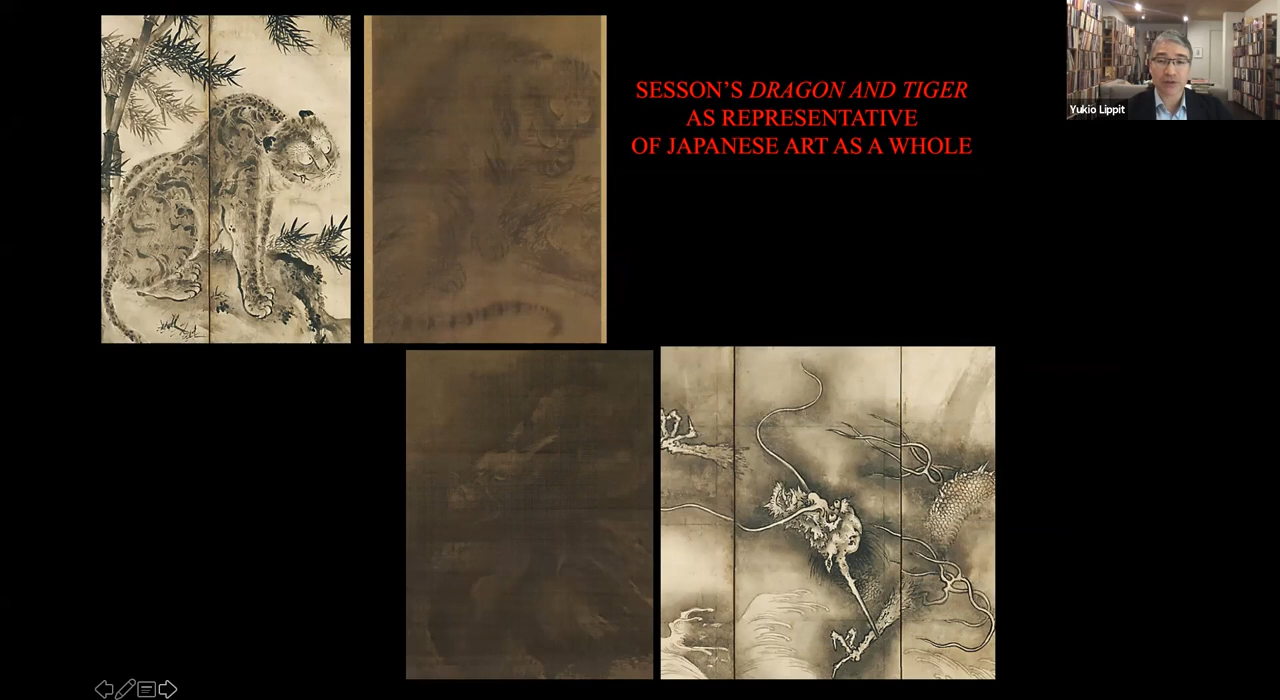 SESSON’S DRAGON AND TIGER
AS REPRESENTATIVE
OF JAPANESE ART AS A WHOLE
Yukio Lippit